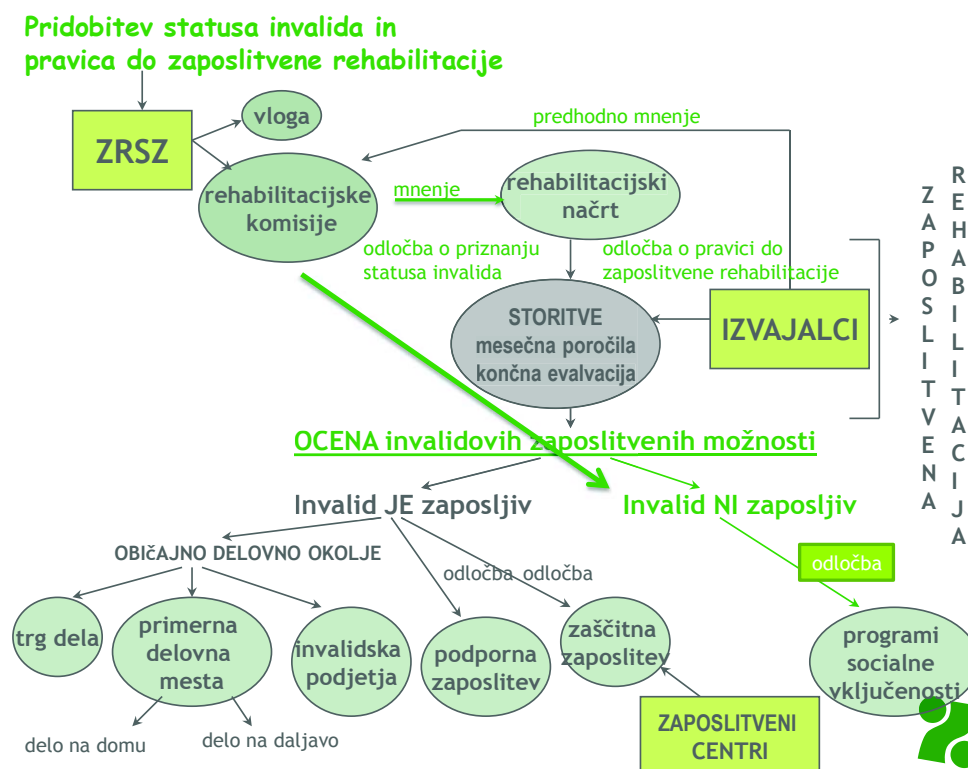 Pridobitev statusa invalida in
pravica do zaposlitvene rehabilitacije
vloga
predhodno mnenje
ZRSZ
rehabilitacijske
komisije
mnenje
rehabilitacijski
načrt
odločba o priznanju
statusa invalida
odločba o pravici do
zaposlitvene rehabilitacije
STORITVE
mesečna poročila
končna evalvacija
IZVAJALCI
ZAPOSLITVENA
REHABILITACIJA
OCENA invalidovih zaposlitvenih možnosti
Invalid JE zaposljiv
Invalid NI zaposljiv
OBIčAJNO DELOVNO OKOLJE
odločba odločba
odločba
trg dela
primerna
delovna
mesta
invalidska
podjetja
podporna
zaposlitev
zaščitna
zaposlitev
programi
socialne
vključenosti
delo na domu
delo na daljavo
ZAPOSLITVENI
CENTRI